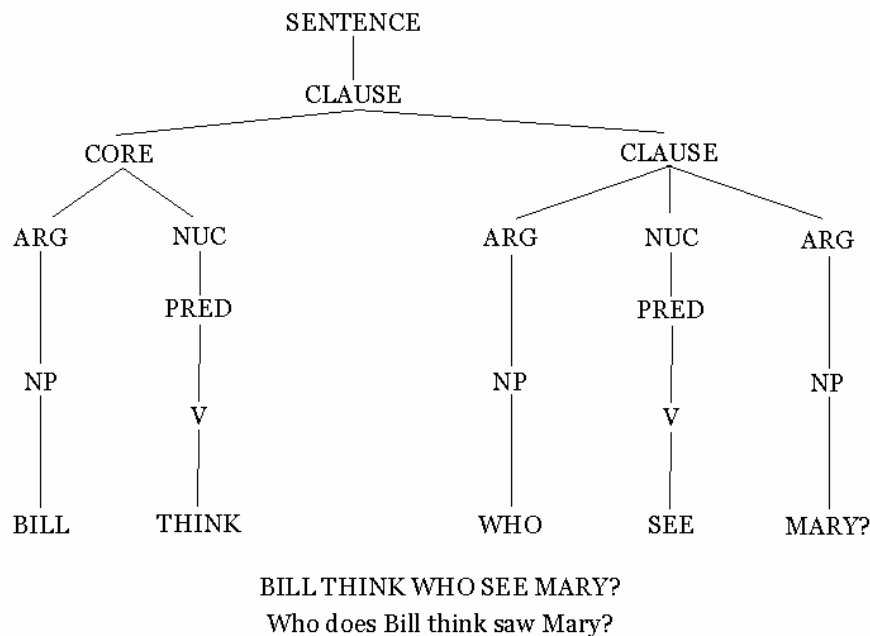 SENTENCE
CLAUSE
CORE CLAUSE
ARG NUC ARG NUC ARG
PRED PRED
NP NP NP
V V
BILL THINK WHO SEE MARY?
BILL THINK WHO SEE MARY?
Who does Bill think saw Mary?